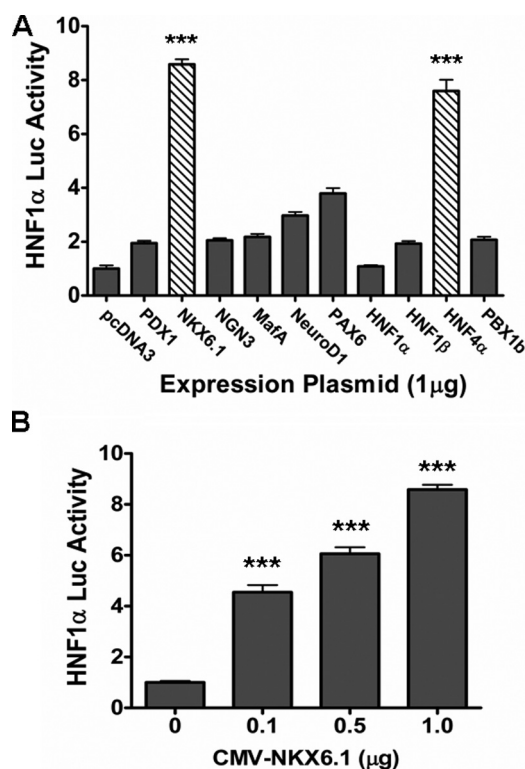 A
HNF1α Luc Activity
10
8
6
4
2
0
***
***
pcDNA3
PDX1
NKX6.1
NGN3
MafA
NeuroD1
PAX6
HNF1α
HNF1β
HNF4α
PBX1b
Expression Plasmid (1μg)
B
HNF1α Luc Activity
10
8
6
4
2
0
***
***
***
0
0.1
0.5
1.0
CMV-NKX6.1 (μg)